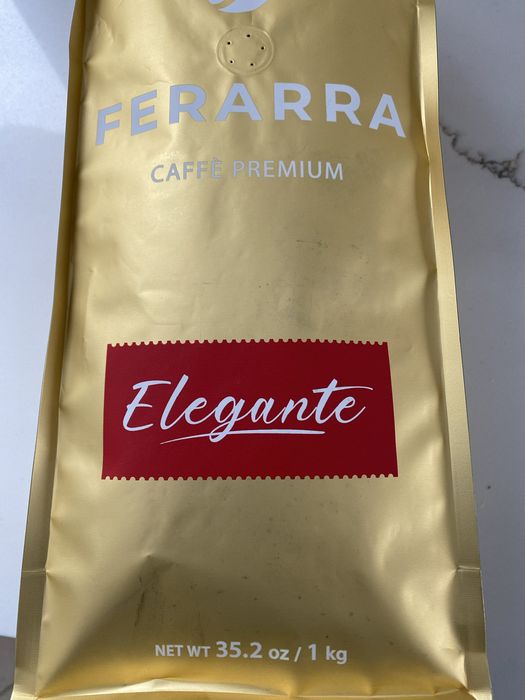 FERARRA
CAFFÈ PREMIUM
Elegante
NET WT 35.2 oz / 1 kg